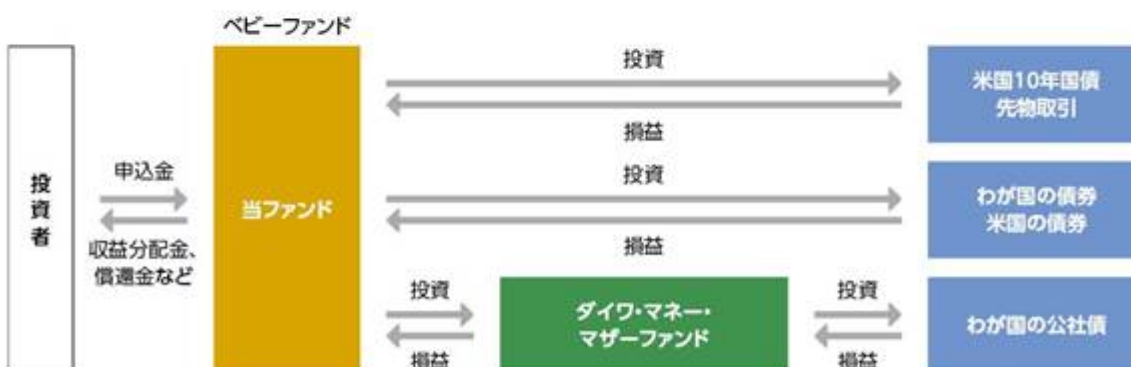 ベビーファンド
投資者
申込金
収益分配金、
償還金など
当ファンド
投資
損益
米国10年国債
先物取引
投資
損益
わが国の債券
米国の債券
投資
損益
ダイワ・マネー・
マザーファンド
投資
損益
わが国の公社債